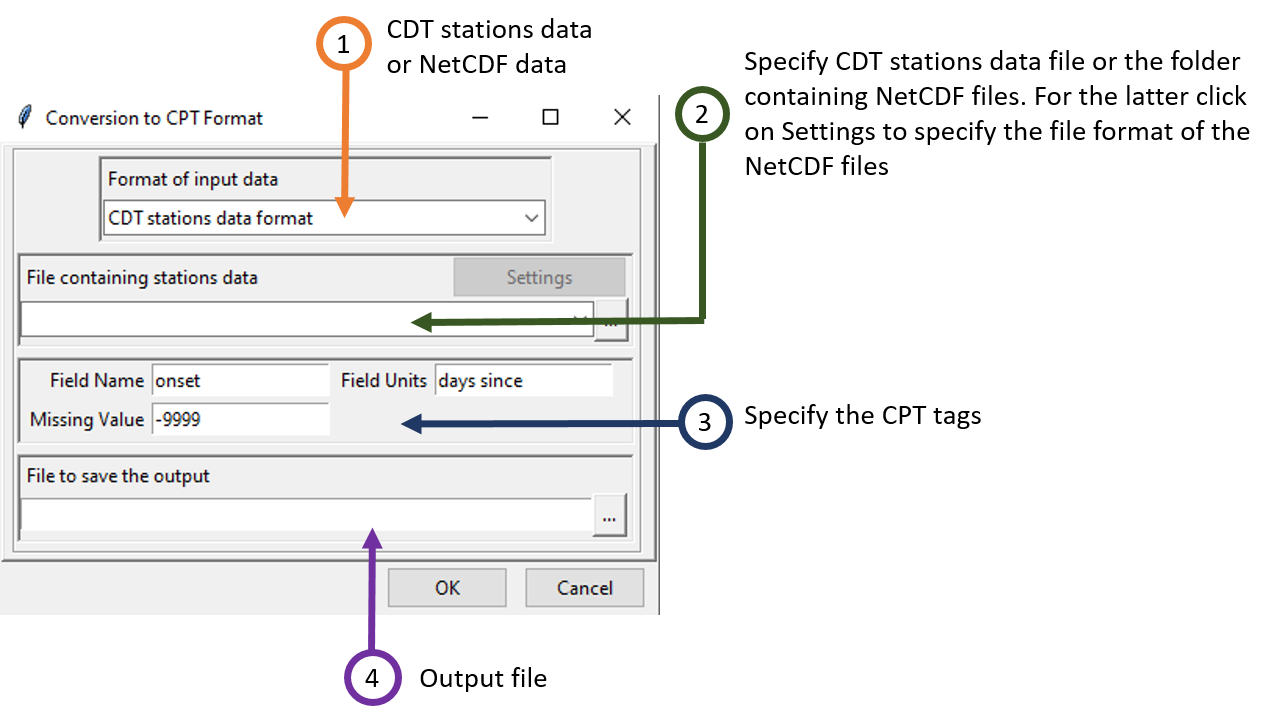 1
CDT stations data
or NetCDF data
2
Specify CDT stations data file or the folder
containing NetCDF files. For the latter click
on Settings to specify the file format of the
NetCDF files
Conversion to CPT Format
Format of input data
CDT stations data format
File containing stations data
Settings
...
Field Name
onset
Field Units
days since
Missing Value
-9999
3
Specify the CPT tags
File to save the output
...
OK
Cancel
4
Output file